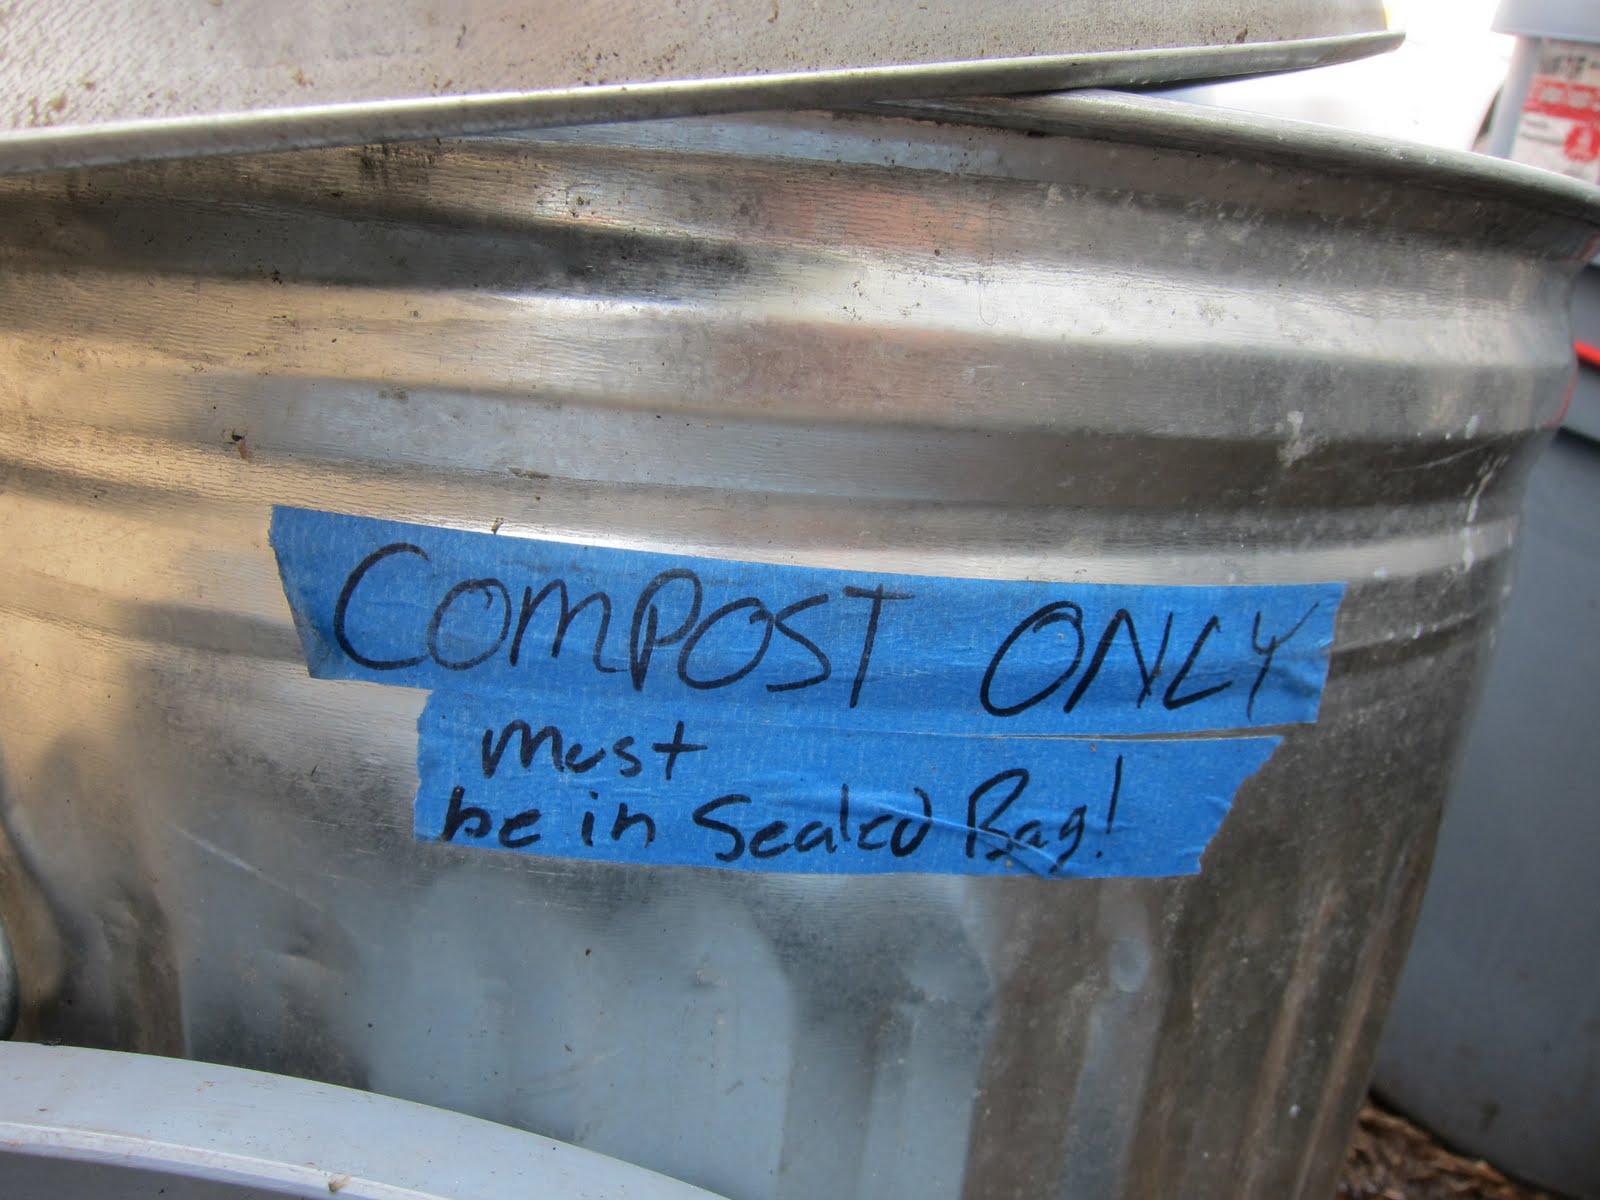 COMPOST ONLY
must
be in Sealed Bag!